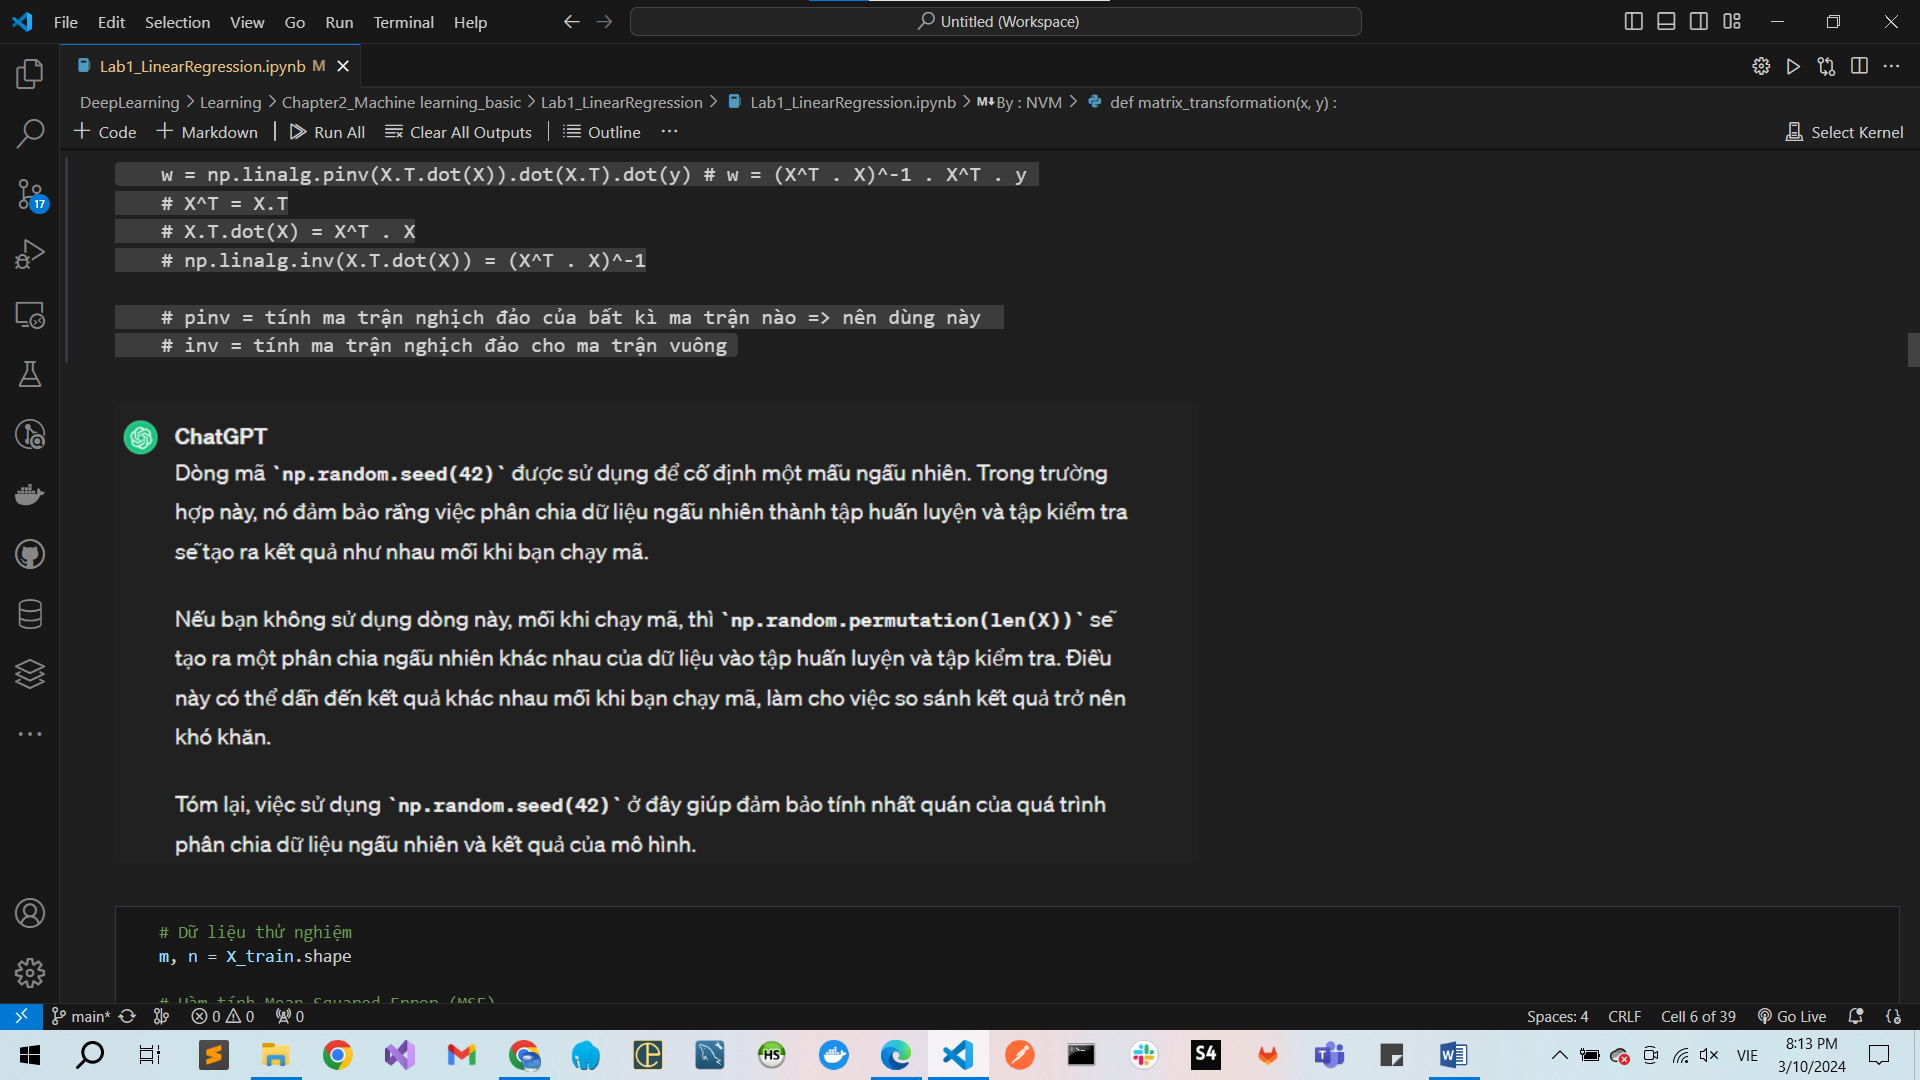 File Edit Selection View Go Run Terminal Help
Untitled (Workspace)
Lab1_LinearRegression.ipynb M
DeepLearning > Learning > Chapter2_Machine learning_basic > Lab1_LinearRegression > Lab1_LinearRegression.ipynb > M↓By : NVM > def matrix_transformation(x, y) :
+ Code + Markdown | Run All Clear All Outputs | Outline ··· Select Kernel
w = np.linalg.pinv(X.T.dot(X)).dot(X.T).dot(y) # w = (X^T . X)^-1 . X^T . y
# X^T = X.T
# X.T.dot(X) = X^T . X
# np.linalg.inv(X.T.dot(X)) = (X^T . X)^-1
# pinv = tính ma trận nghịch đảo của bất kì ma trận nào => nên dùng này
# inv = tính ma trận nghịch đảo cho ma trận vuông
ChatGPT
Dòng mã `np.random.seed(42)` được sử dụng để cố định một mẫu ngẫu nhiên. Trong trường
hợp này, nó đảm bảo rằng việc phân chia dữ liệu ngẫu nhiên thành tập huấn luyện và tập kiểm tra
sẽ tạo ra kết quả như nhau mỗi khi bạn chạy mã.
Nếu bạn không sử dụng dòng này, mỗi khi chạy mã, thì `np.random.permutation(len(X))` sẽ
tạo ra một phân chia ngẫu nhiên khác nhau của dữ liệu vào tập huấn luyện và tập kiểm tra. Điều
này có thể dẫn đến kết quả khác nhau mỗi khi bạn chạy mã, làm cho việc so sánh kết quả trở nên
khó khăn.
Tóm lại, việc sử dụng `np.random.seed(42)` ở đây giúp đảm bảo tính nhất quán của quá trình
phân chia dữ liệu ngẫu nhiên và kết quả của mô hình.
# Dữ liệu thử nghiệm
m, n = X_train.shape
# Hàm tính Mean Squared Error (MSE)
17
main* 0 0 0 Spaces: 4 CRLF Cell 6 of 39 Go Live
HS S4 VIE
8:13 PM
3/10/2024